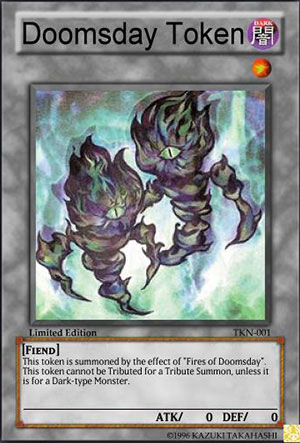 Doomsday Token
DARK
闇
Limited Edition
TKN-001
[FIEND]
This token is summoned by the effect of "Fires of Doomsday".
This token cannot be Tributed for a Tribute Summon, unless it
is for a Dark-type Monster.
ATK/ 0 DEF/ 0
©1996 KAZUKI TAKAHASHI